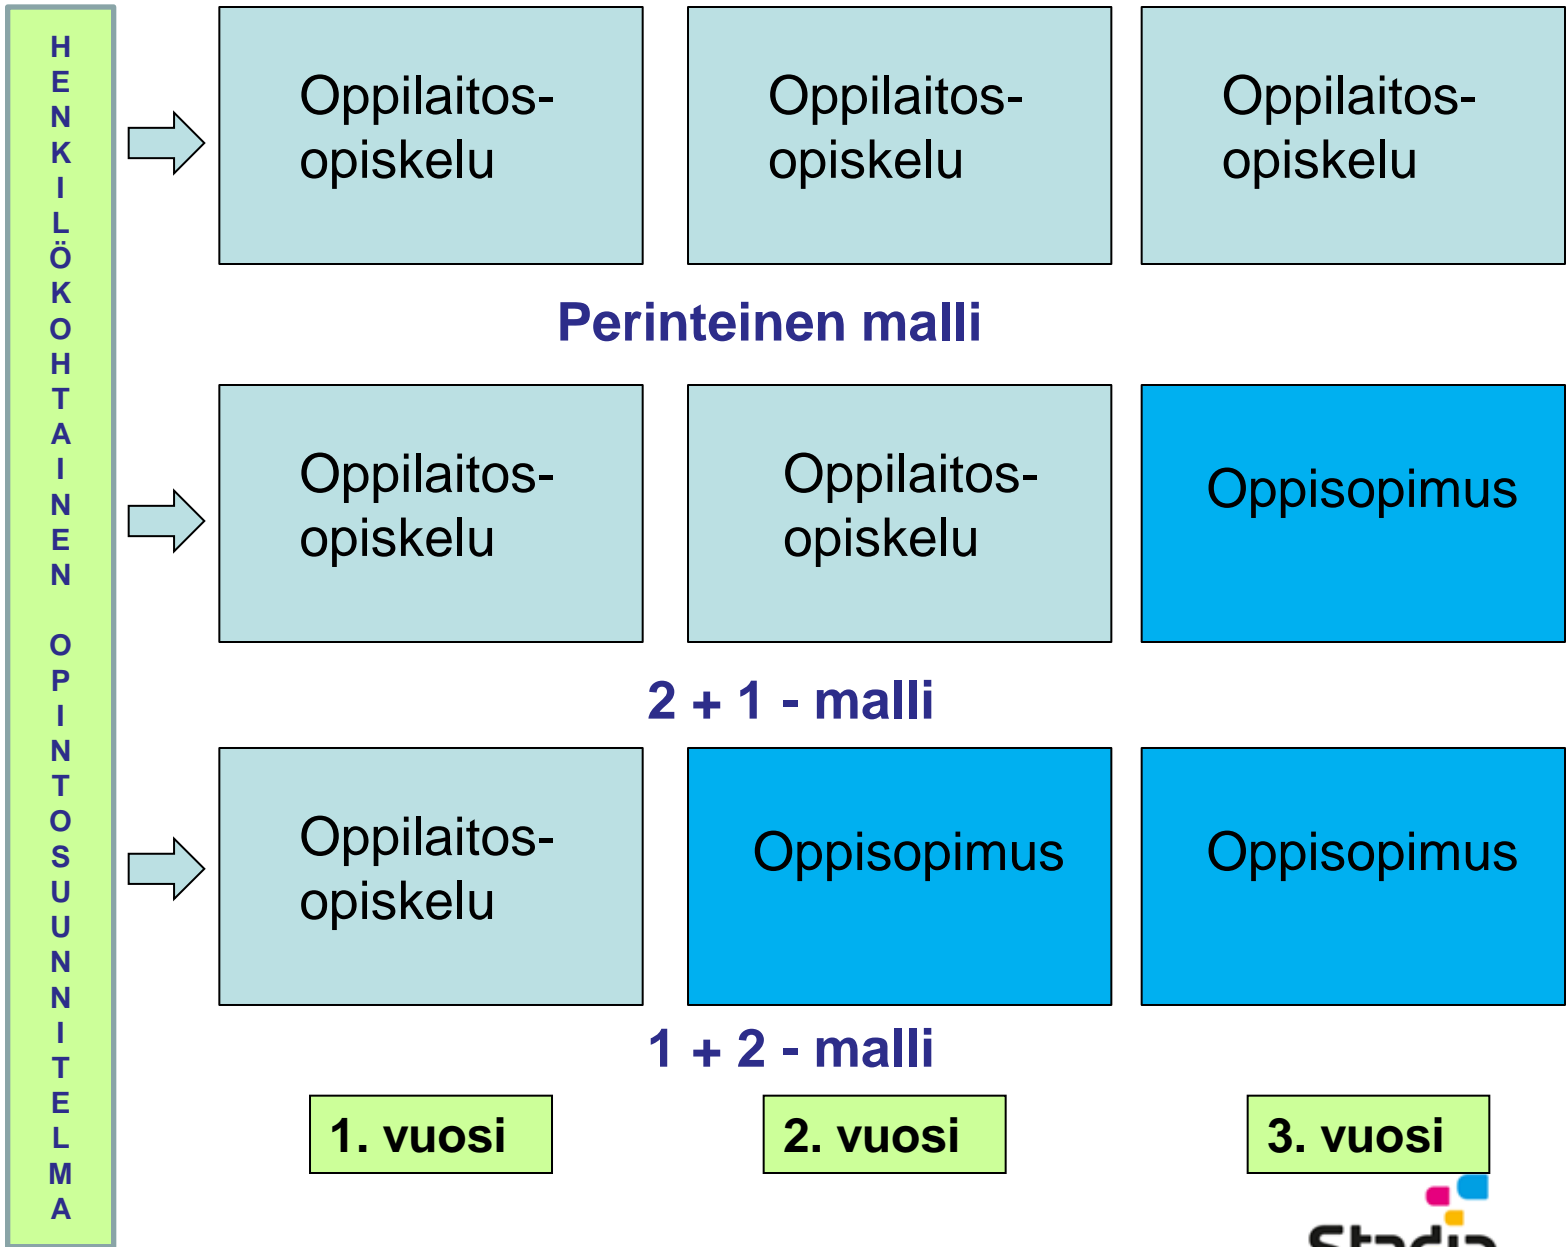 HENKILÖKOHTAINEN OPINTOSUUNNITELMA
Oppilaitos-
opiskelu
Oppilaitos-
opiskelu
Oppilaitos-
opiskelu
Perinteinen malli
Oppilaitos-
opiskelu
Oppilaitos-
opiskelu
Oppisopimus
2 + 1 - malli
Oppilaitos-
opiskelu
Oppisopimus
Oppisopimus
1 + 2 - malli
1. vuosi
2. vuosi
3. vuosi
Stadia